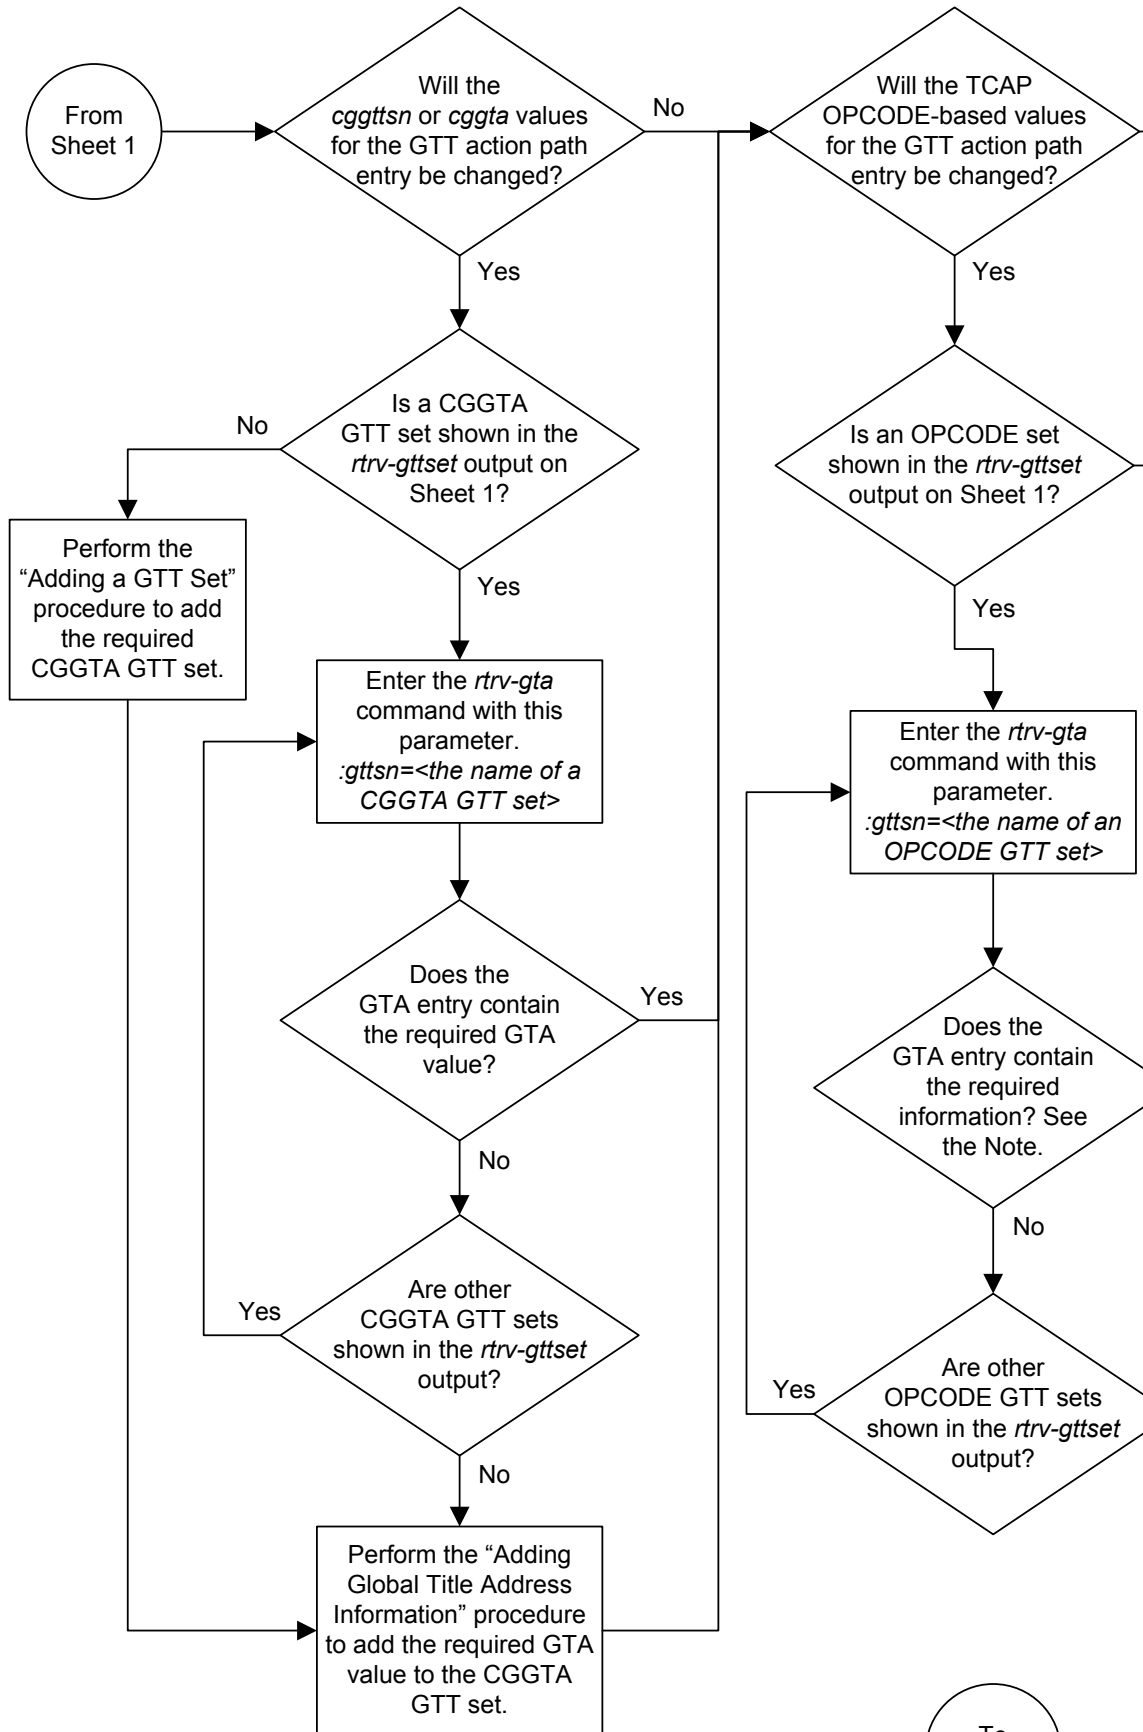 From
Sheet 1
Will the
cggttsn or cggta values
for the GTT action path
entry be changed?
No
Yes
Is a CGGTA
GTT set shown in the
rtrv-gttset output on
Sheet 1?
No
Yes
Perform the
“Adding a GTT Set”
procedure to add
the required
CGGTA GTT set.
Enter the rtrv-gta
command with this
parameter.
:gttsn=<the name of a
CGGTA GTT set>
Does the
GTA entry contain
the required GTA
value?
Yes
No
Are other
CGGTA GTT sets
shown in the rtrv-gttset
output?
Yes
No
Perform the “Adding
Global Title Address
Information” procedure
to add the required GTA
value to the CGGTA
GTT set.
Will the TCAP
OPCODE-based values
for the GTT action path
entry be changed?
Yes
Is an OPCODE set
shown in the rtrv-gttset
output on Sheet 1?
Yes
Enter the rtrv-gta
command with this
parameter.
:gttsn=<the name of an
OPCODE GTT set>
Does the
GTA entry contain
the required
information? See
the Note.
No
Are other
OPCODE GTT sets
shown in the rtrv-gttset
output?
Yes
To